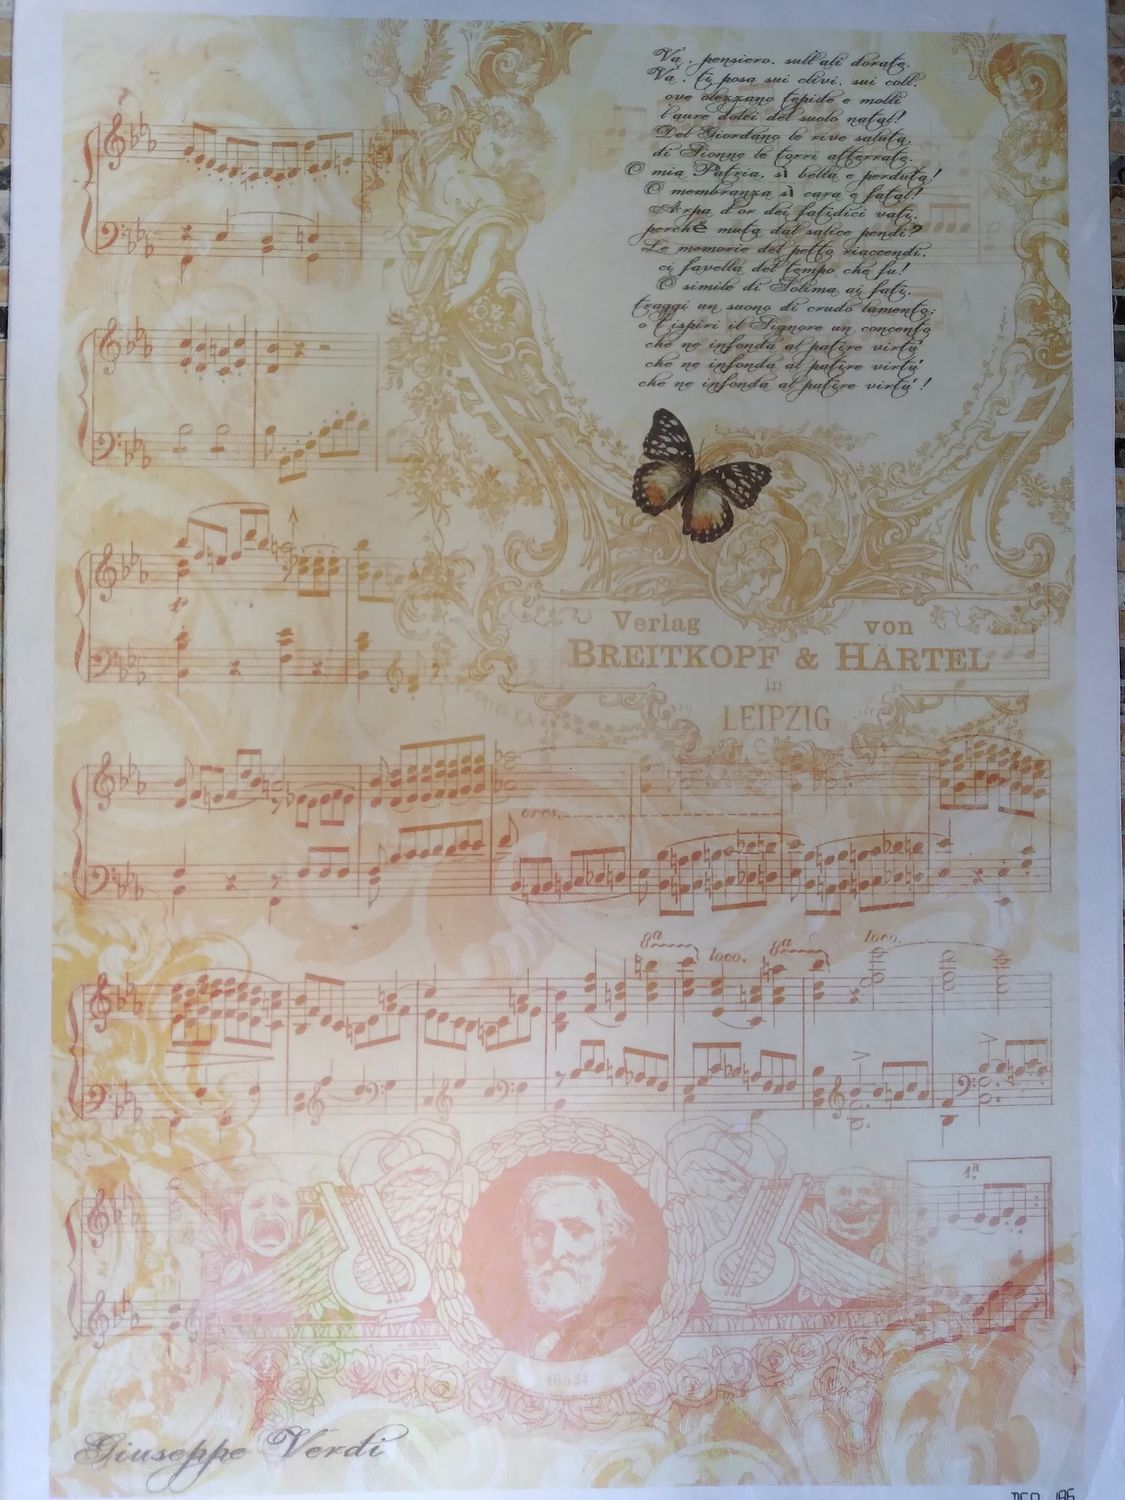 Va', pensiero, sull'ali dorate.
Va', ti posa sui clivi, sui coll,
ove olezzano tepide e molli
l'aure dolci del suolo natal!
Del Giordano le rive saluta,
di Sionne le torri atterrate.
O mia Patria, sì bella e perduta!
O membranza sì cara e fatal!
Arpa d'or dei fatidici vati,
perché muta dal salice pendi?
Le memorie del petto riaccendi,
ci favella del tempo che fu!
O simile di Solima ai fati,
traggi un suono di crudo lamento;
o t'ispiri il Signore un concento
che ne infonda al patire virtù
che ne infonda al patire virtù
che ne infonda al patire virtù!
Verlag von
BREITKOPF & HÄRTEL
in
LEIPZIG
cres.
8ª loco. 8ª loco.
1ª
Giuseppe Verdi